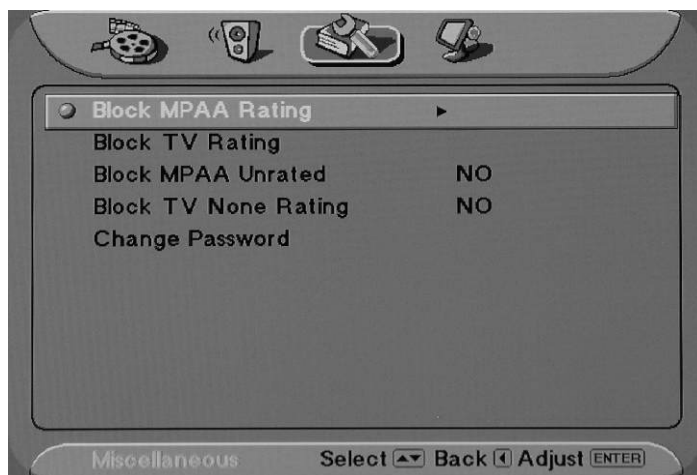 Block MPAA Rating
Block TV Rating
Block MPAA Unrated NO
Block TV None Rating NO
Change Password
Miscellaneous Select Back Adjust ENTER